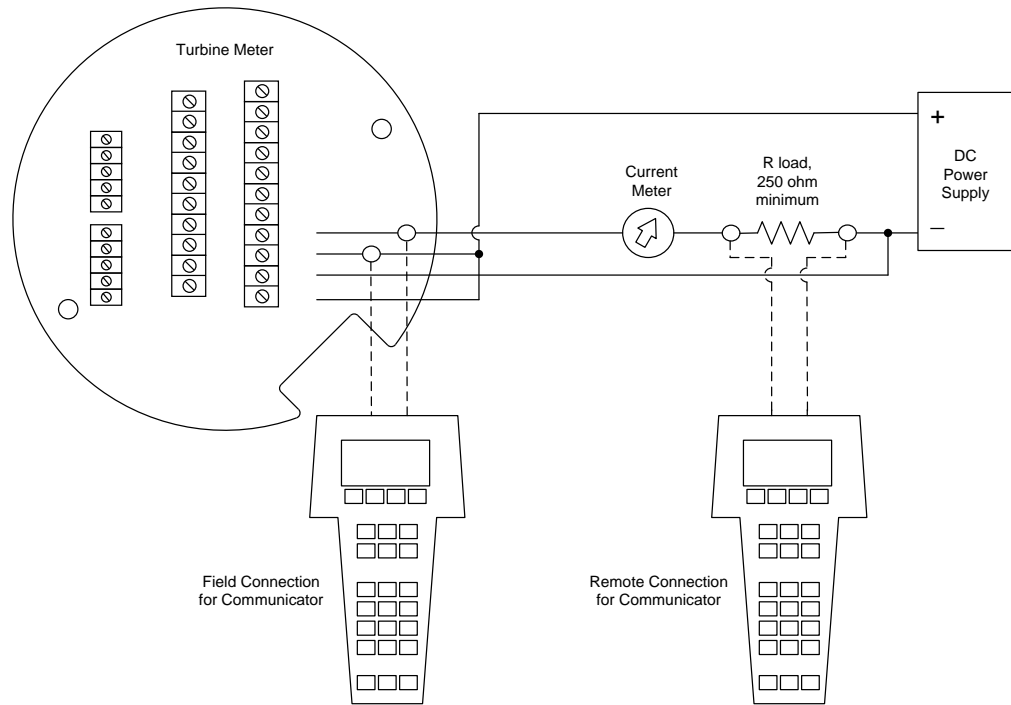 Turbine Meter
Current
Meter
R load,
250 ohm
minimum
+
DC
Power
Supply
–
Field Connection
for Communicator
Remote Connection
for Communicator